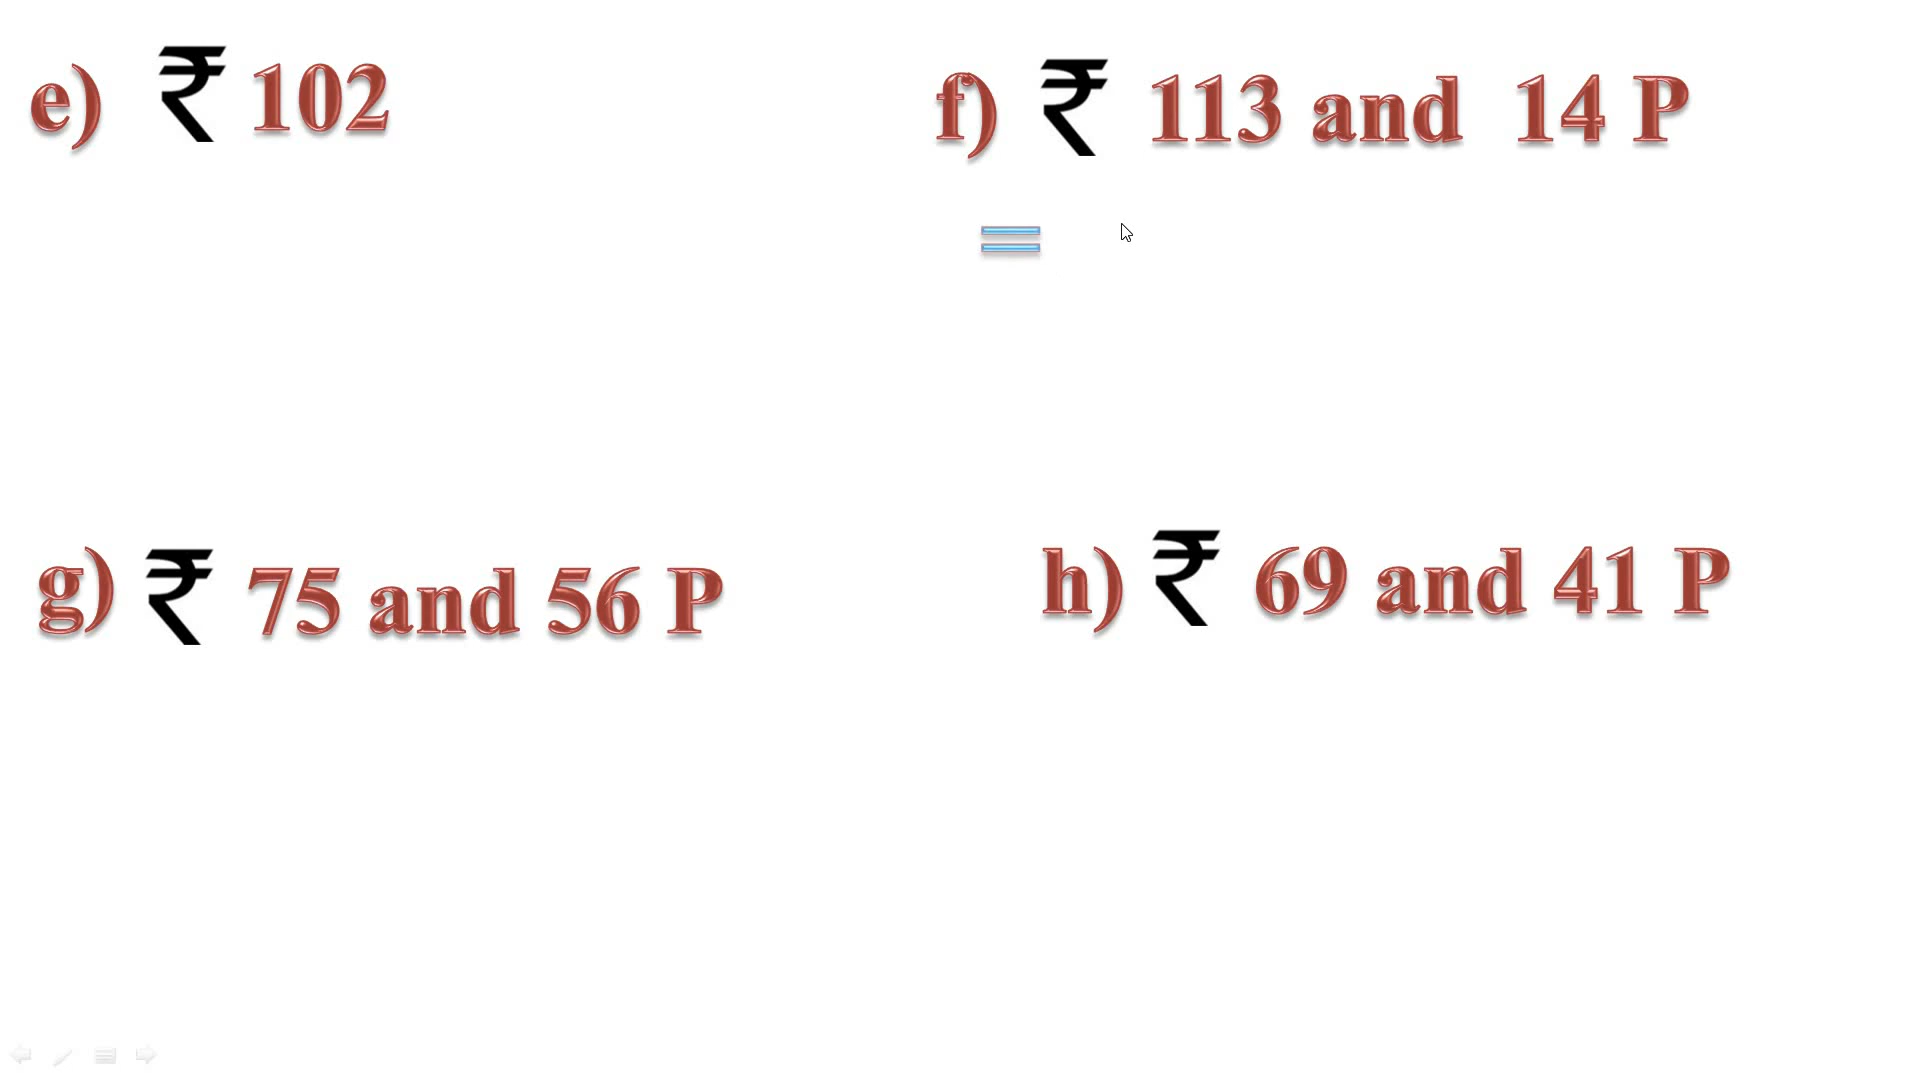 e) ₹ 102
f) ₹ 113 and 14 P
=
g) ₹ 75 and 56 P
h) ₹ 69 and 41 P